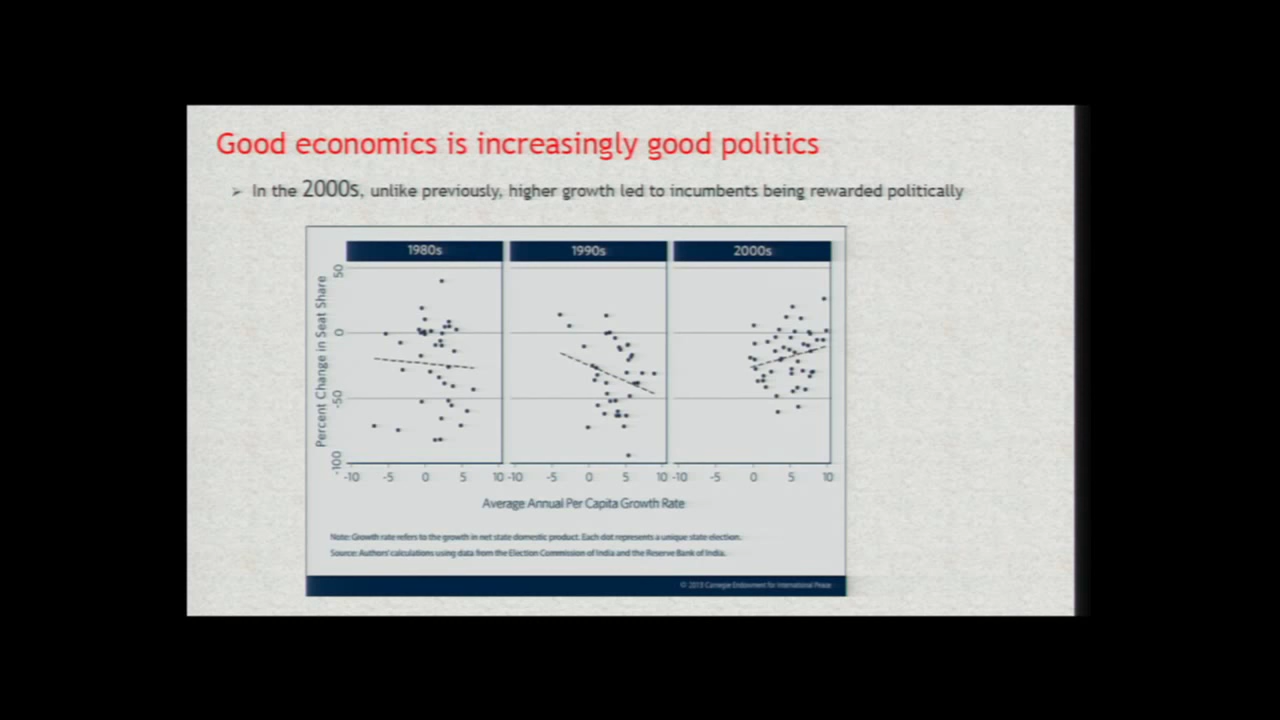 Good economics is increasingly good politics
➢ In the 2000s, unlike previously, higher growth led to incumbents being rewarded politically
1980s 1990s 2000s
Percent Change in Seat Share
50
0
-50
-100
-10 -5 0 5 10 -10 -5 0 5 10 -10 -5 0 5 10
Average Annual Per Capita Growth Rate
Note: Growth rate refers to the growth in net state domestic product. Each dot represents a unique state election.
Source: Authors' calculations using data from the Election Commission of India and the Reserve Bank of India.
© 2013 Carnegie Endowment for International Peace